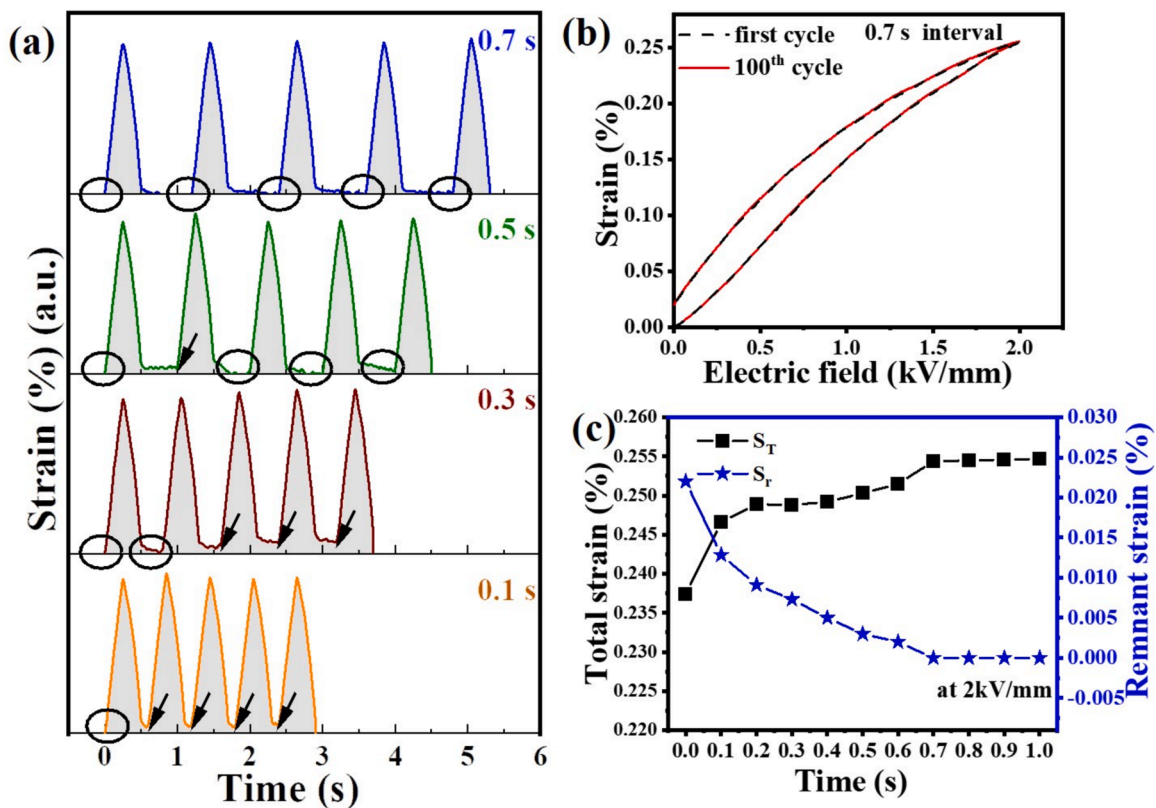 (a)
0.7 s
0.5 s
0.3 s
0.1 s
Strain (%) (a.u.)
0 1 2 3 4 5 6
Time (s)
(b)
first cycle 0.7 s interval
100th cycle
0.25
0.20
0.15
0.10
0.05
0.00
Strain (%)
0.0 0.5 1.0 1.5 2.0
Electric field (kV/mm)
(c)
S_T
S_r
0.260
0.255
0.250
0.245
0.240
0.235
0.230
0.225
0.220
Total strain (%)
0.030
0.025
0.020
0.015
0.010
0.005
0.000
-0.005
Remnant strain (%)
at 2kV/mm
0.0 0.1 0.2 0.3 0.4 0.5 0.6 0.7 0.8 0.9 1.0
Time (s)